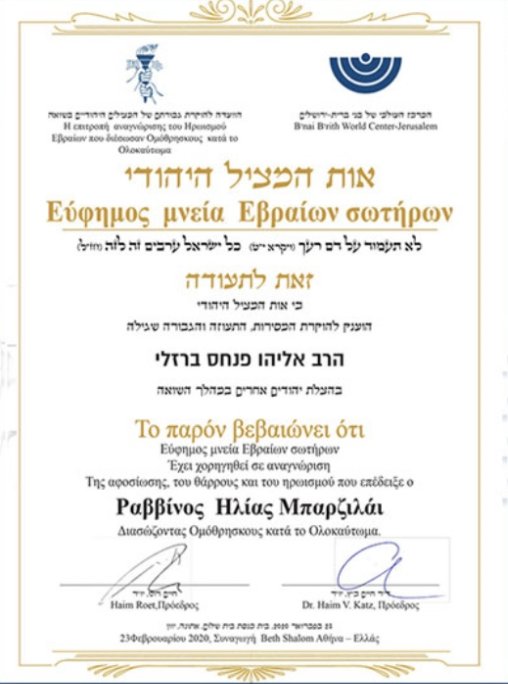 הוועדה להוקרת גבורתם של המצילים היהודיים בשואה
Η επιτροπή αναγνώρισης του Ηρωισμού
Εβραίων που διέσωσαν Ομόθρησκους κατά το
Ολοκαύτωμα
המרכז העולמי של בני ברית-ירושלים
B'nai B'rith World Center-Jerusalem
אות המציל היהודי
Εύφημος μνεία Εβραίων σωτήρων
לא תעמוד על דם רעך (ויקרא י"ט) כל ישראל ערבים זה לזה (חז"ל)
זאת לתעודה
כי אות המציל היהודי
הוענק להוקרת המסירות, התעוזה והגבורה שגילה
הרב אליהו פנחס ברזלי
בהצלת יהודים אחרים במהלך השואה
Το παρόν βεβαιώνει ότι
Εύφημος μνεία Εβραίων σωτήρων
Έχει χορηγηθεί σε αναγνώριση
Της αφοσίωσης, του θάρρους και του ηρωισμού που επέδειξε ο
Ραββίνος Ηλίας Μπαρζιλάι
Διασώζοντας Ομόθρησκους κατά το Ολοκαύτωμα.
חיים רוט, יו"ר
Haim Roet,Πρόεδρος
ד"ר חיים כץ, יו"ר
Dr. Haim V. Katz, Πρόεδρος
23 בפברואר 2020, בית כנסת בית שלום, אתונה, יוון
23Φεβρουαρίου 2020, Συναγωγή Beth Shalom Αθήνα – Ελλάς